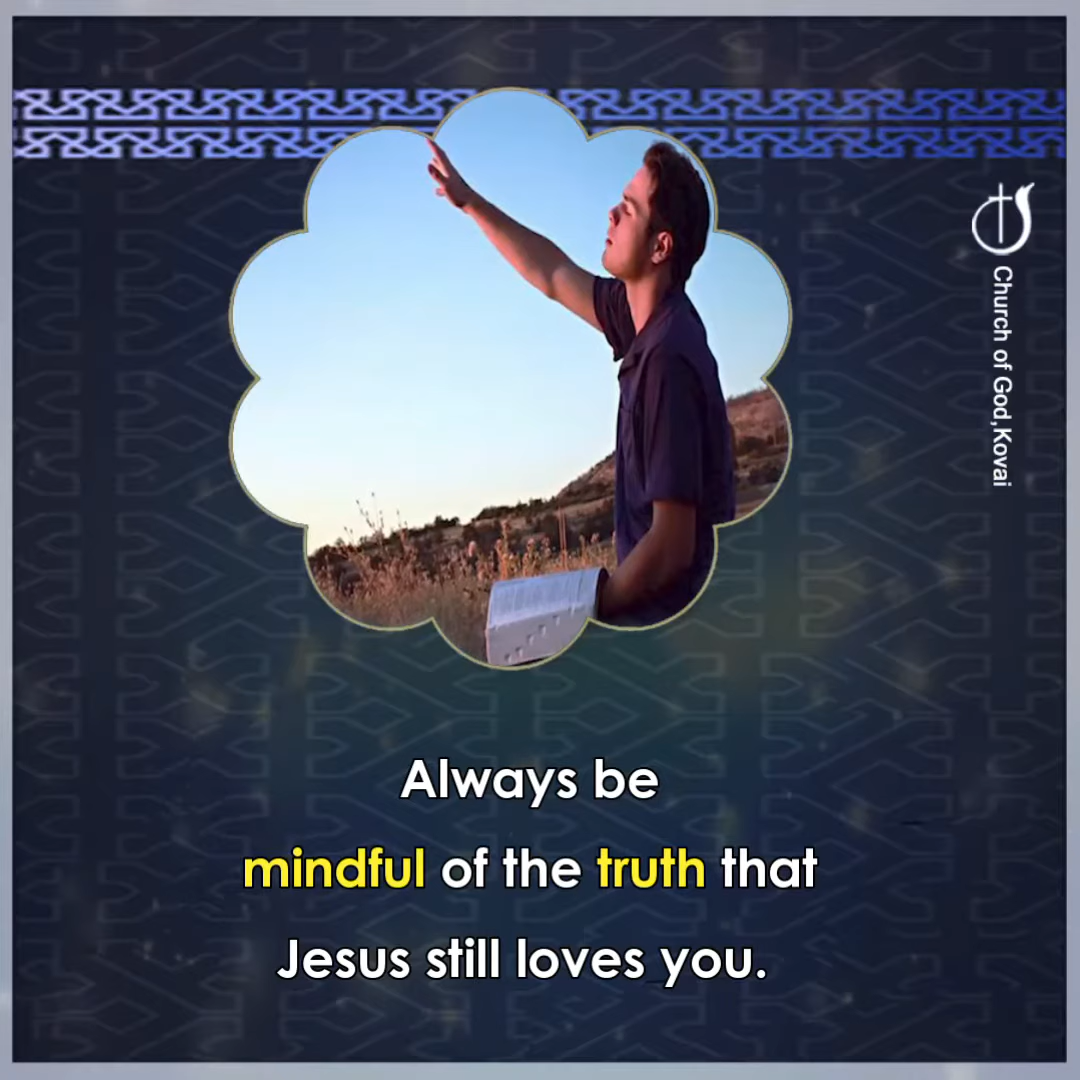 Church of God,Kovai
Always be
mindful of the truth that
Jesus still loves you.